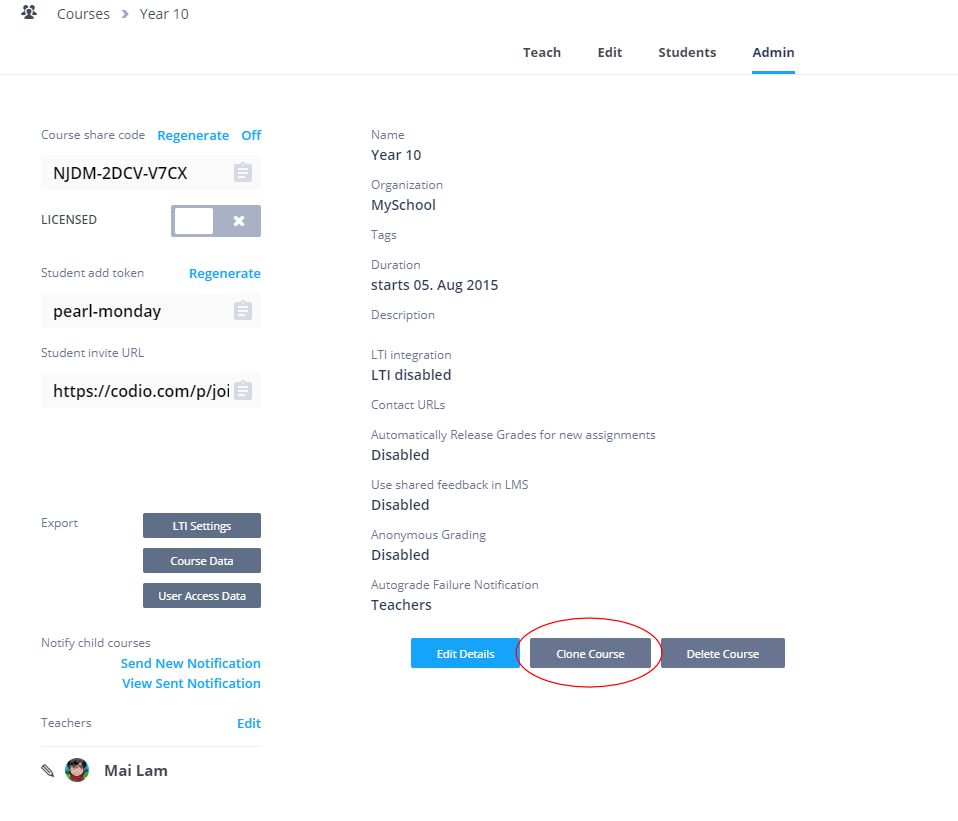 Courses > Year 10
Teach Edit Students Admin
Course share code Regenerate Off
NJDM-2DCV-V7CX
LICENSED
Student add token Regenerate
pearl-monday
Student invite URL
https://codio.com/p/joi
Export LTI Settings
Course Data
User Access Data
Notify child courses
Send New Notification
View Sent Notification
Teachers Edit
Mai Lam
Name
Year 10
Organization
MySchool
Tags
Duration
starts 05. Aug 2015
Description
LTI integration
LTI disabled
Contact URLs
Automatically Release Grades for new assignments
Disabled
Use shared feedback in LMS
Disabled
Anonymous Grading
Disabled
Autograde Failure Notification
Teachers
Edit Details Clone Course Delete Course